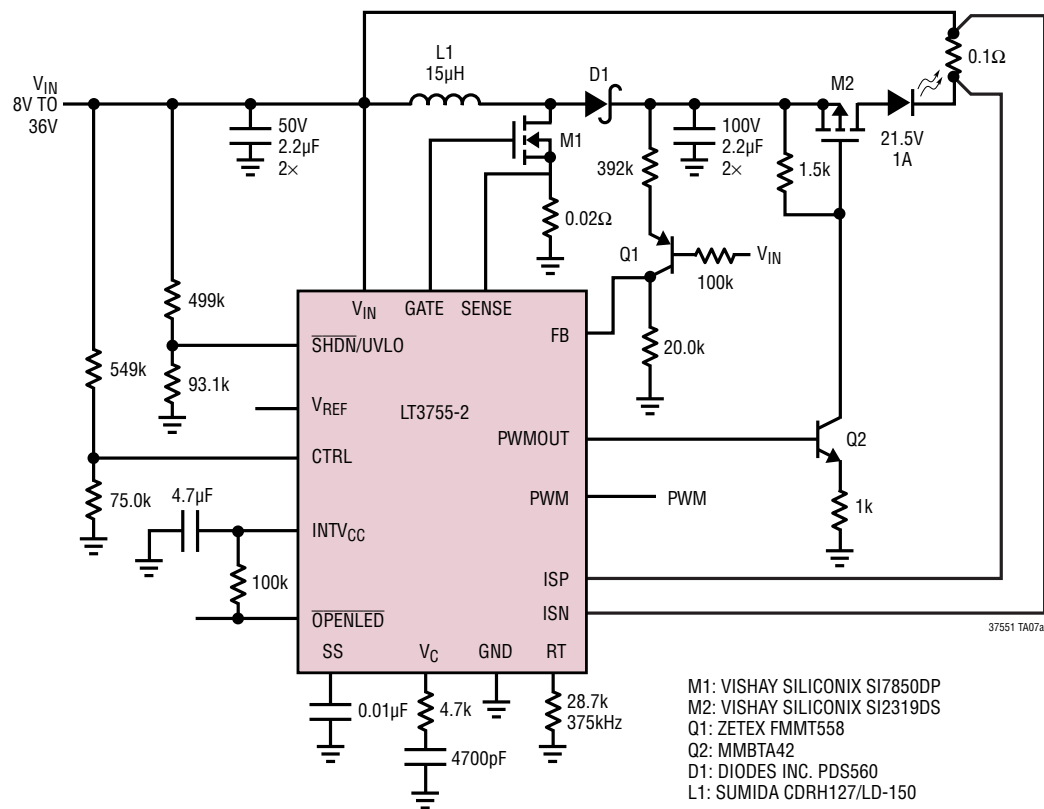 V_IN
8V TO
36V
L1
15µH
D1
M2
0.1Ω
50V
2.2µF
2×
M1
100V
2.2µF
2×
392k
1.5k
21.5V
1A
0.02Ω
Q1
V_IN
100k
499k
549k
93.1k
20.0k
V_IN
GATE
SENSE
FB
SHDN/UVLO
V_REF
LT3755-2
CTRL
PWMOUT
Q2
75.0k
4.7µF
PWM
PWM
1k
INTV_CC
100k
ISP
ISN
OPENLED
37551 TA07a
SS
V_C
GND
RT
0.01µF
4.7k
28.7k
375kHz
4700pF
M1: VISHAY SILICONIX SI7850DP
M2: VISHAY SILICONIX SI2319DS
Q1: ZETEX FMMT558
Q2: MMBTA42
D1: DIODES INC. PDS560
L1: SUMIDA CDRH127/LD-150